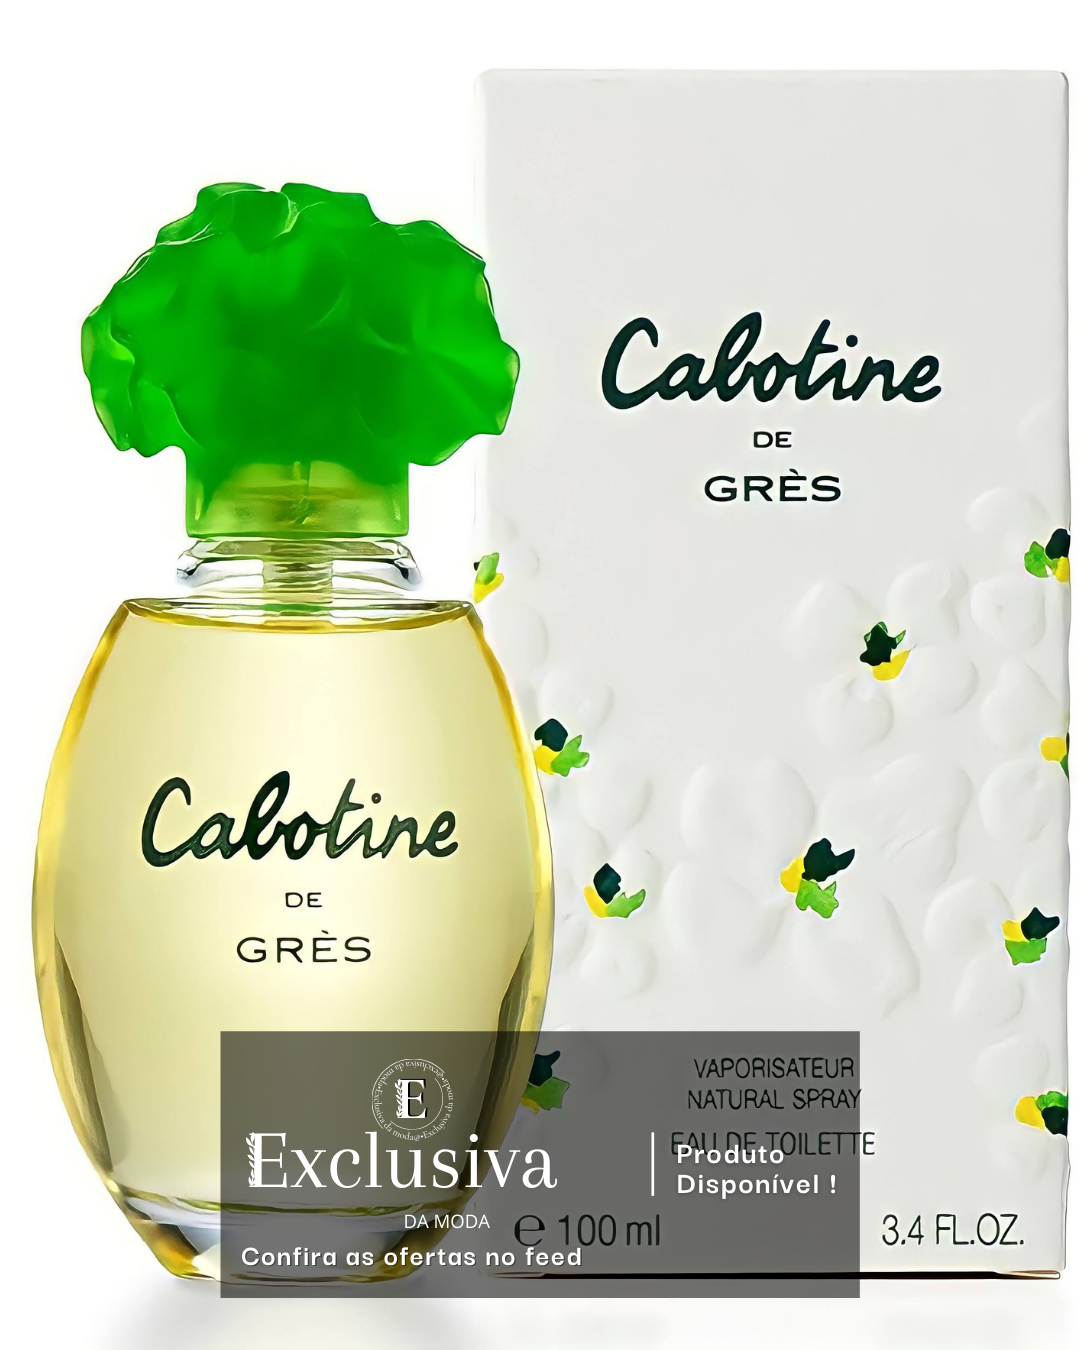 Cabotine
DE
GRÈS
Cabotine
DE
GRÈS
VAPORISATEUR
NATURAL SPRAY
EAU DE TOILETTE
e 100 ml
3.4 FL.OZ.
E
Exclusiva
DA MODA
Confira as ofertas no feed
Produto
Disponível !